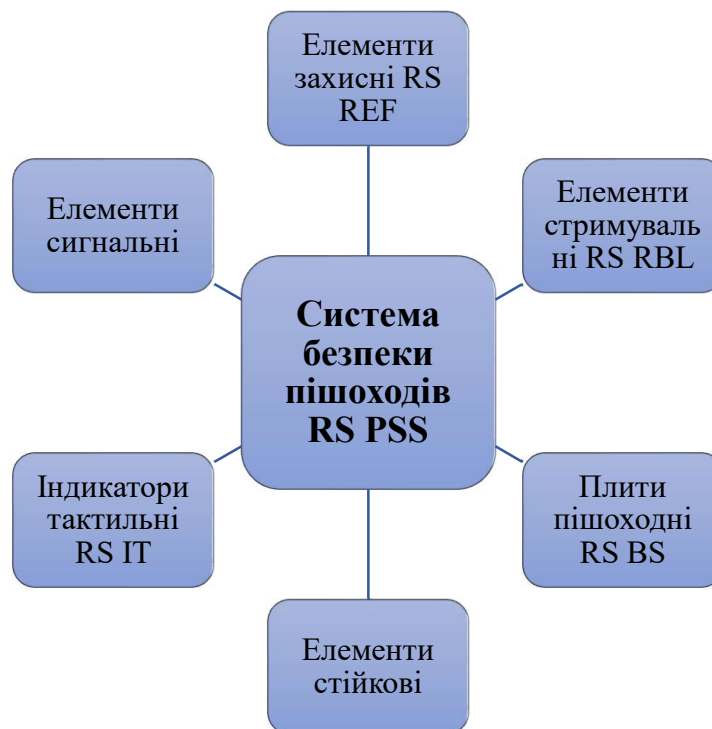 Елементи
захисні RS
REF
Елементи
сигнальні
Елементи
стримуваль
ні RS RBL
Система
безпеки
пішоходів
RS PSS
Індикатори
тактильні
RS IT
Плити
пішоходні
RS BS
Елементи
стійкові